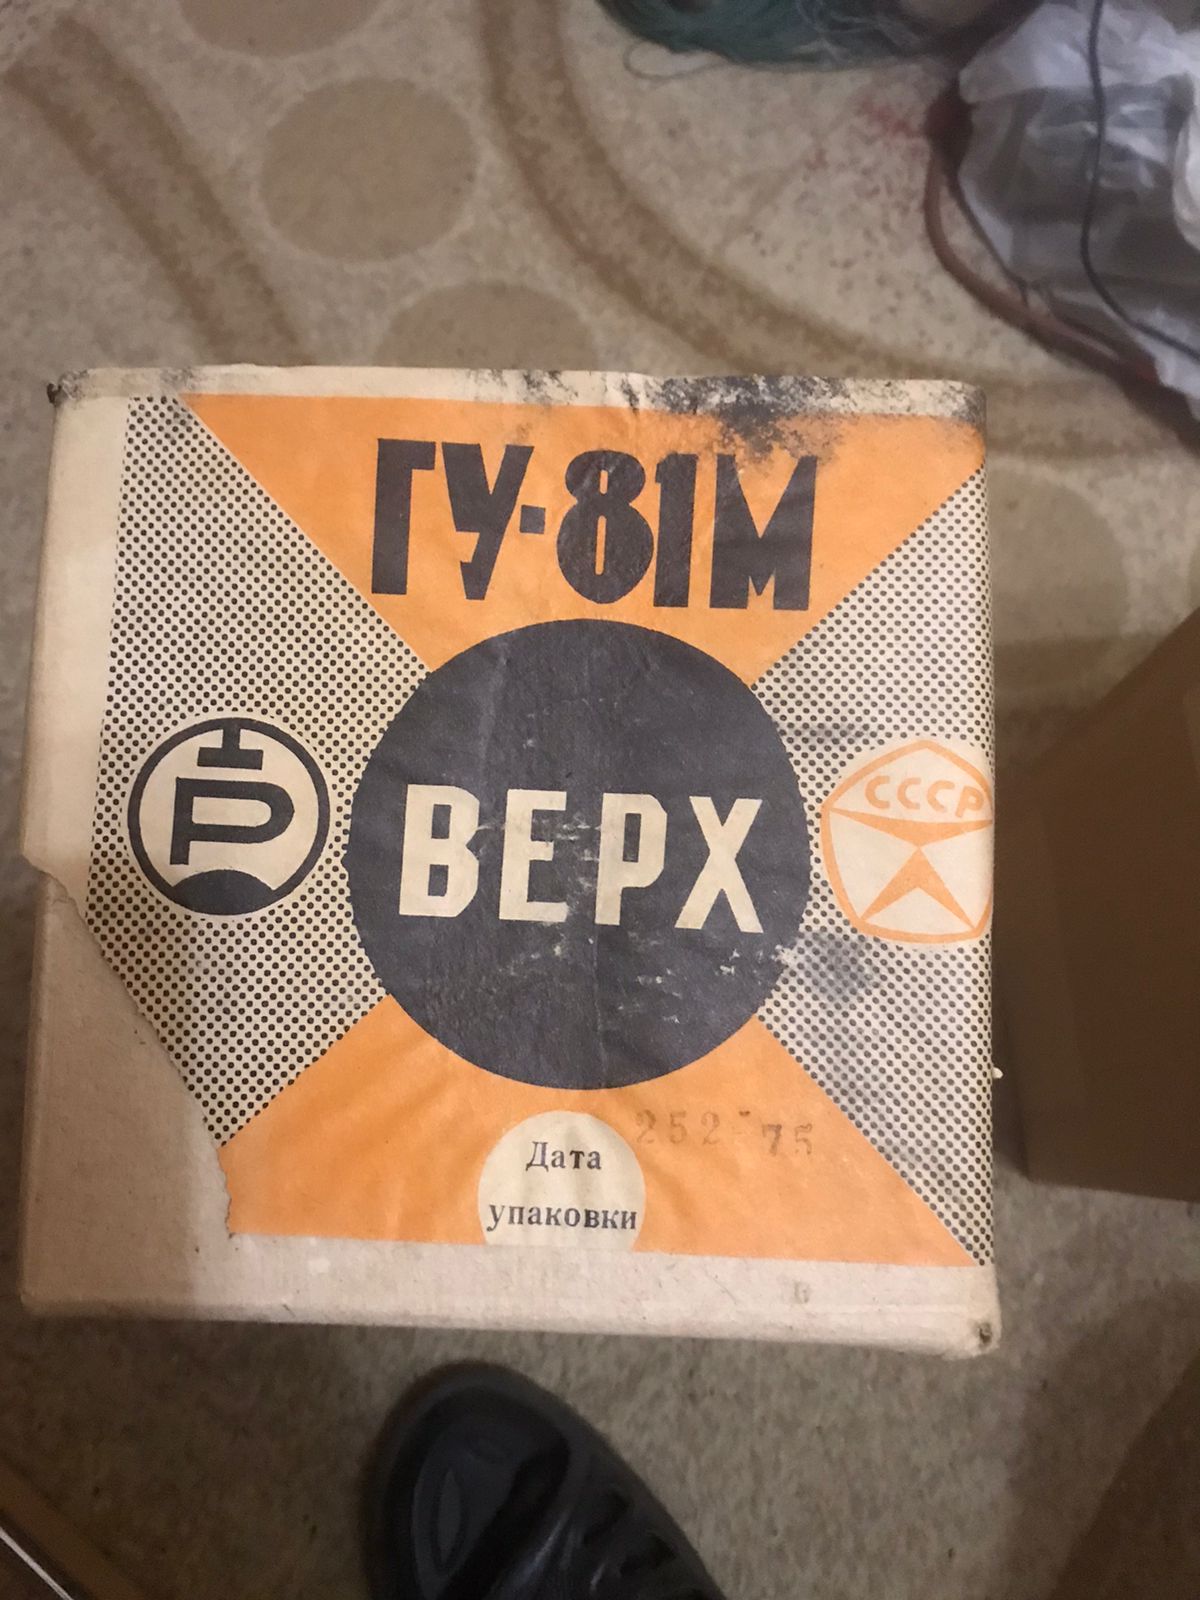 ГУ-81М
Р
ВЕРХ
СССР
252-75
Дата
упаковки